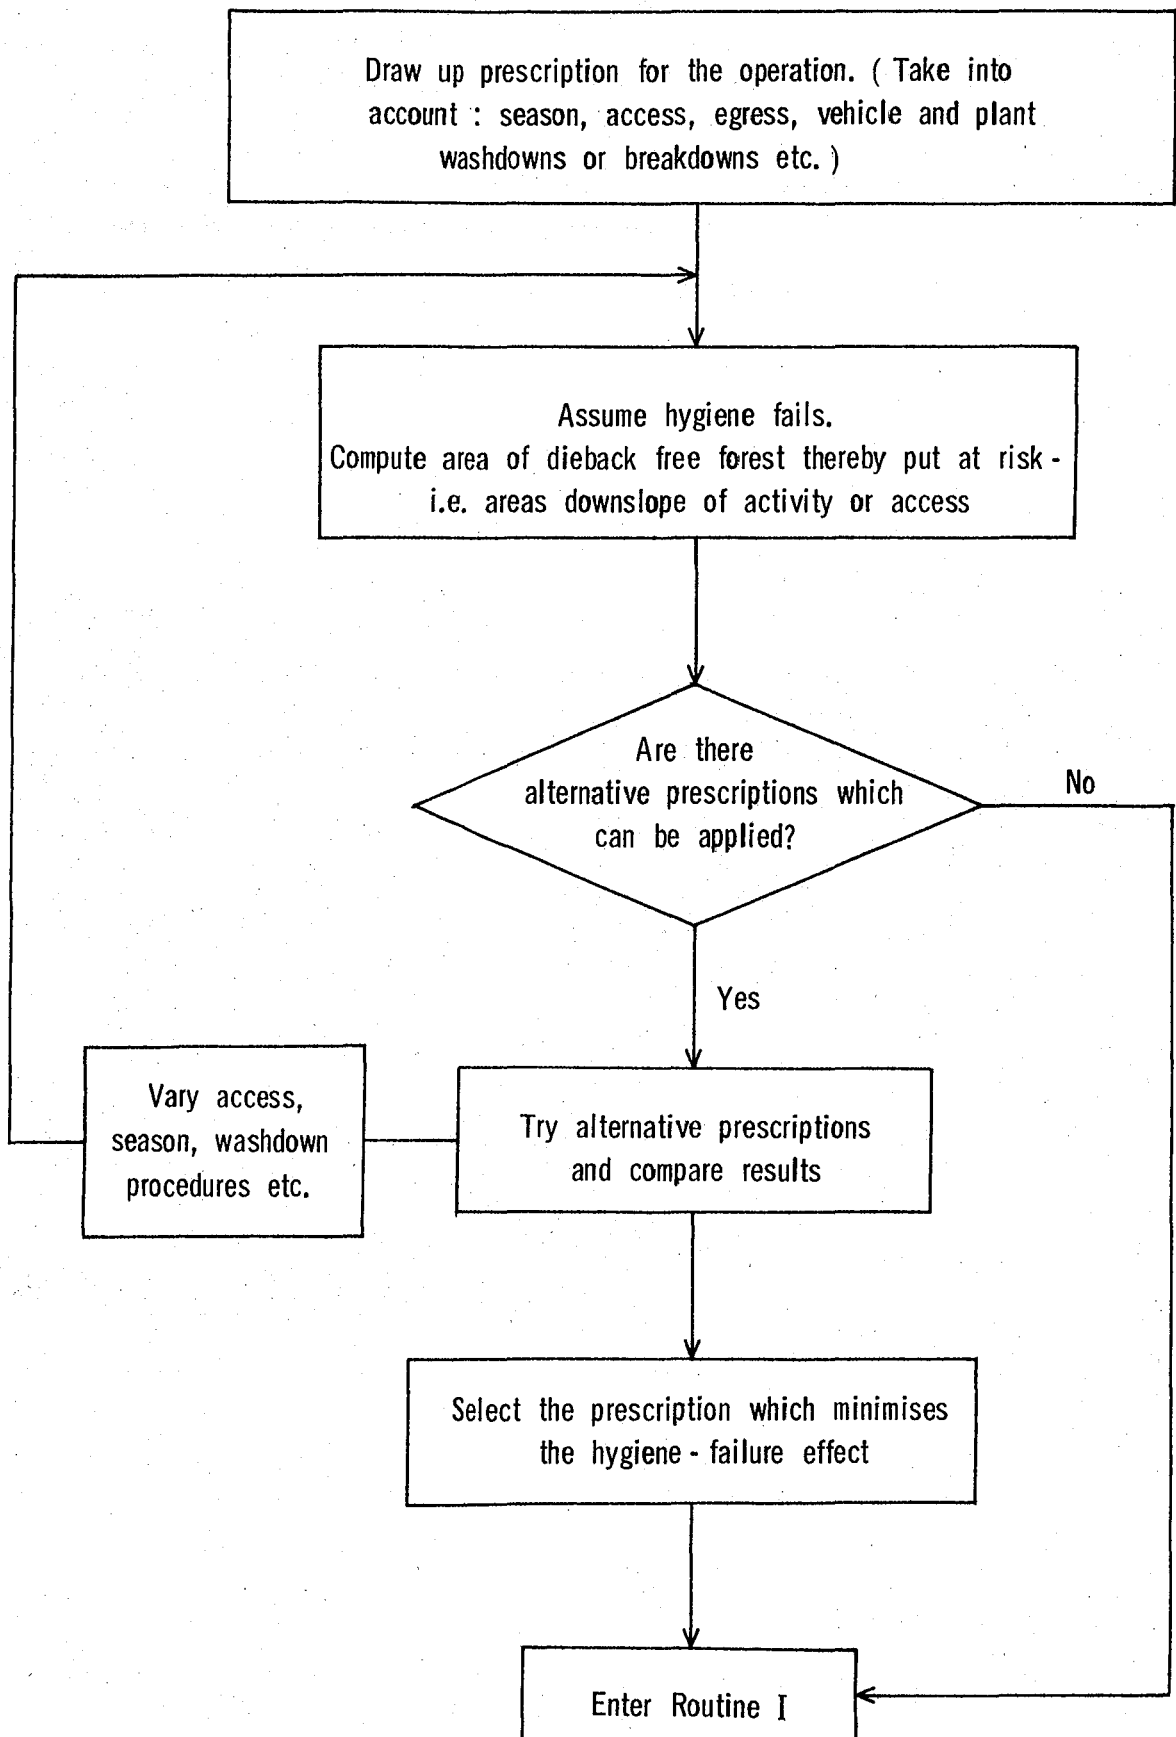 Draw up prescription for the operation. ( Take into
account : season, access, egress, vehicle and plant
washdowns or breakdowns etc. )
Assume hygiene fails.
Compute area of dieback free forest thereby put at risk -
i.e. areas downslope of activity or access
Are there
alternative prescriptions which
can be applied?
No
Yes
Vary access,
season, washdown
procedures etc.
Try alternative prescriptions
and compare results
Select the prescription which minimises
the hygiene - failure effect
Enter Routine I